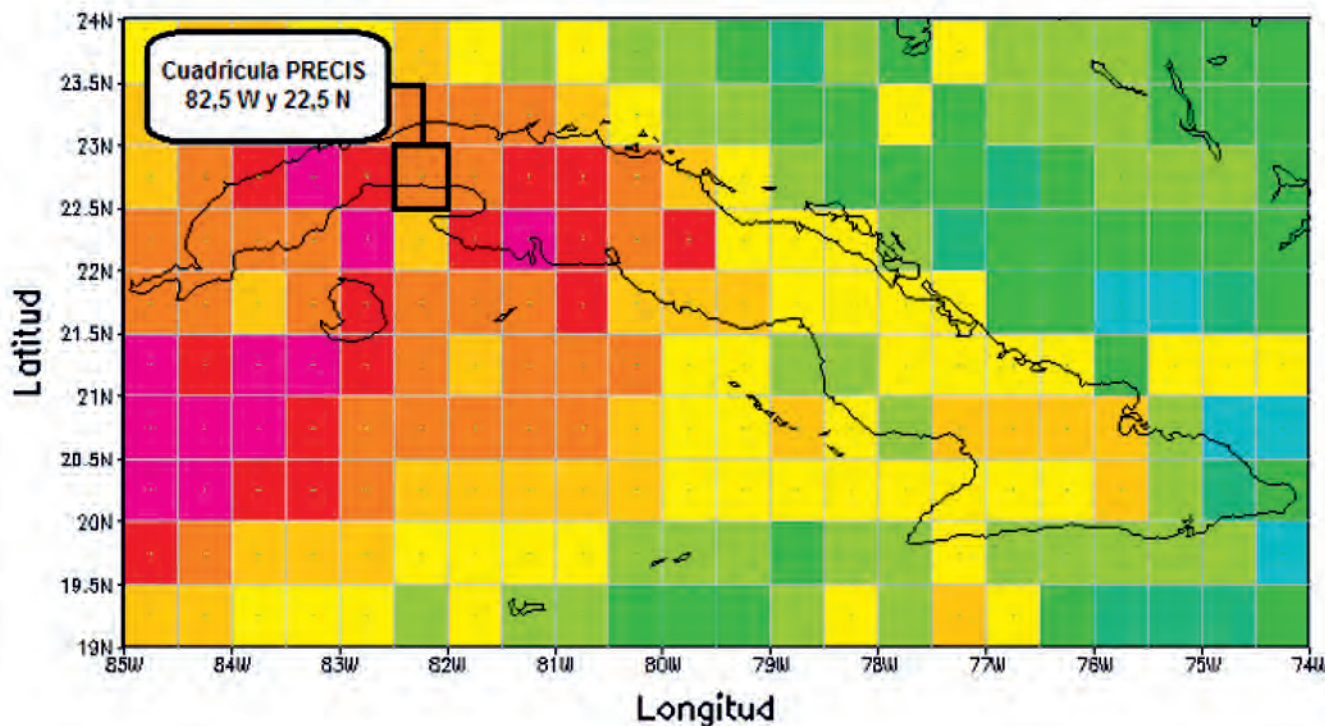 24N
Cuadricula PRECIS
82,5 W y 22,5 N
23.5N
23N
22.5N
22N
21.5N
21N
20.5N
20N
19.5N
19N
Latitud
85W 84W 83W 82W 81W 80W 79W 78W 77W 76W 75W 74W
Longitud